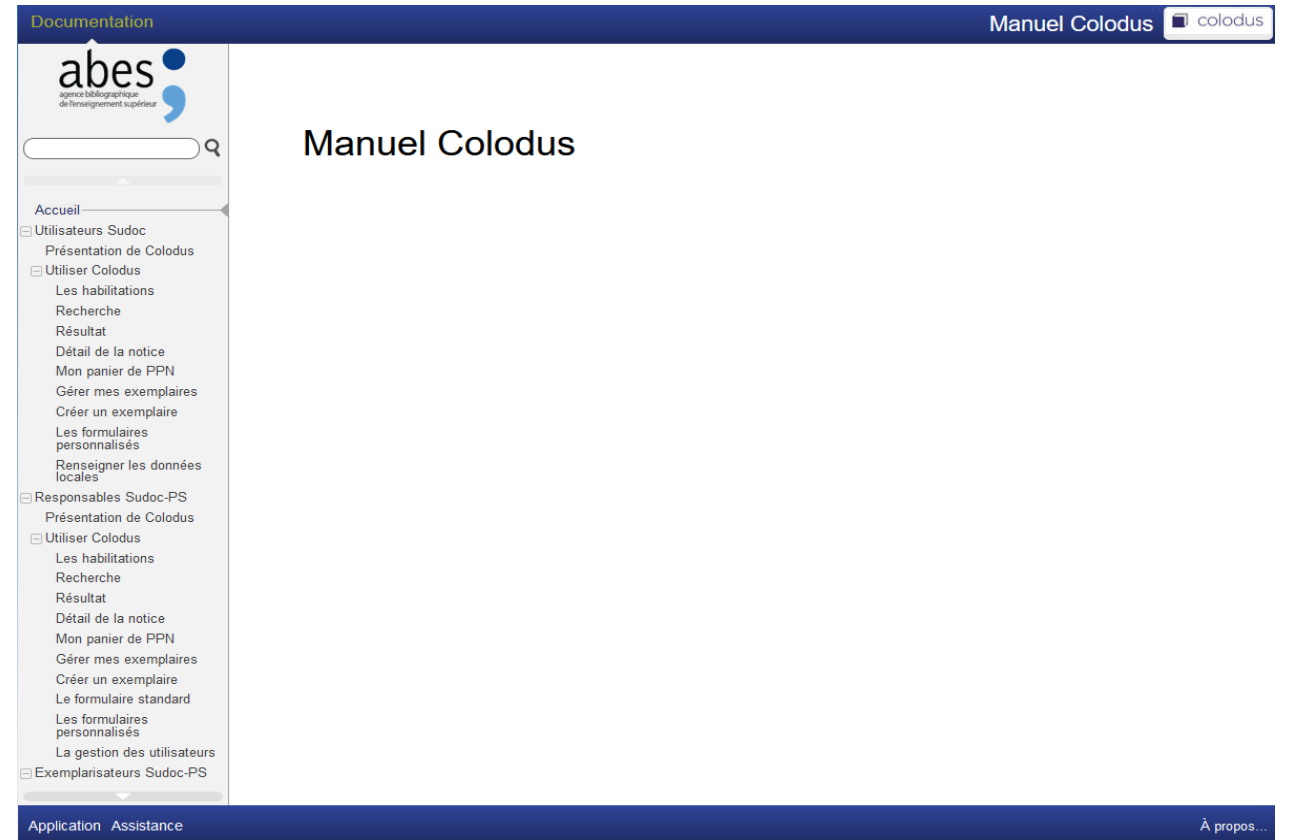 Documentation
Manuel Colodus
colodus
abes
agence bibliographique
de l'enseignement supérieur
Manuel Colodus
Accueil
Utilisateurs Sudoc
Présentation de Colodus
Utiliser Colodus
Les habilitations
Recherche
Résultat
Détail de la notice
Mon panier de PPN
Gérer mes exemplaires
Créer un exemplaire
Les formulaires
personnalisés
Renseigner les données
locales
Responsables Sudoc-PS
Présentation de Colodus
Utiliser Colodus
Les habilitations
Recherche
Résultat
Détail de la notice
Mon panier de PPN
Gérer mes exemplaires
Créer un exemplaire
Le formulaire standard
Les formulaires
personnalisés
La gestion des utilisateurs
Exemplarisateurs Sudoc-PS
Application Assistance
À propos...